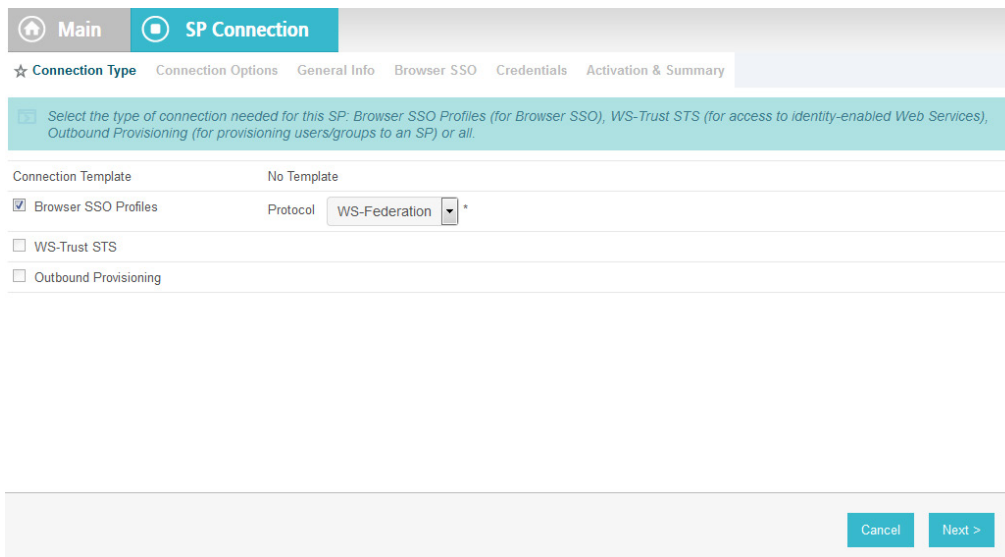 Main SP Connection
Connection Type Connection Options General Info Browser SSO Credentials Activation & Summary
Select the type of connection needed for this SP: Browser SSO Profiles (for Browser SSO), WS-Trust STS (for access to identity-enabled Web Services),
Outbound Provisioning (for provisioning users/groups to an SP) or all.
Connection Template No Template
Browser SSO Profiles Protocol WS-Federation *
WS-Trust STS
Outbound Provisioning
Cancel Next >